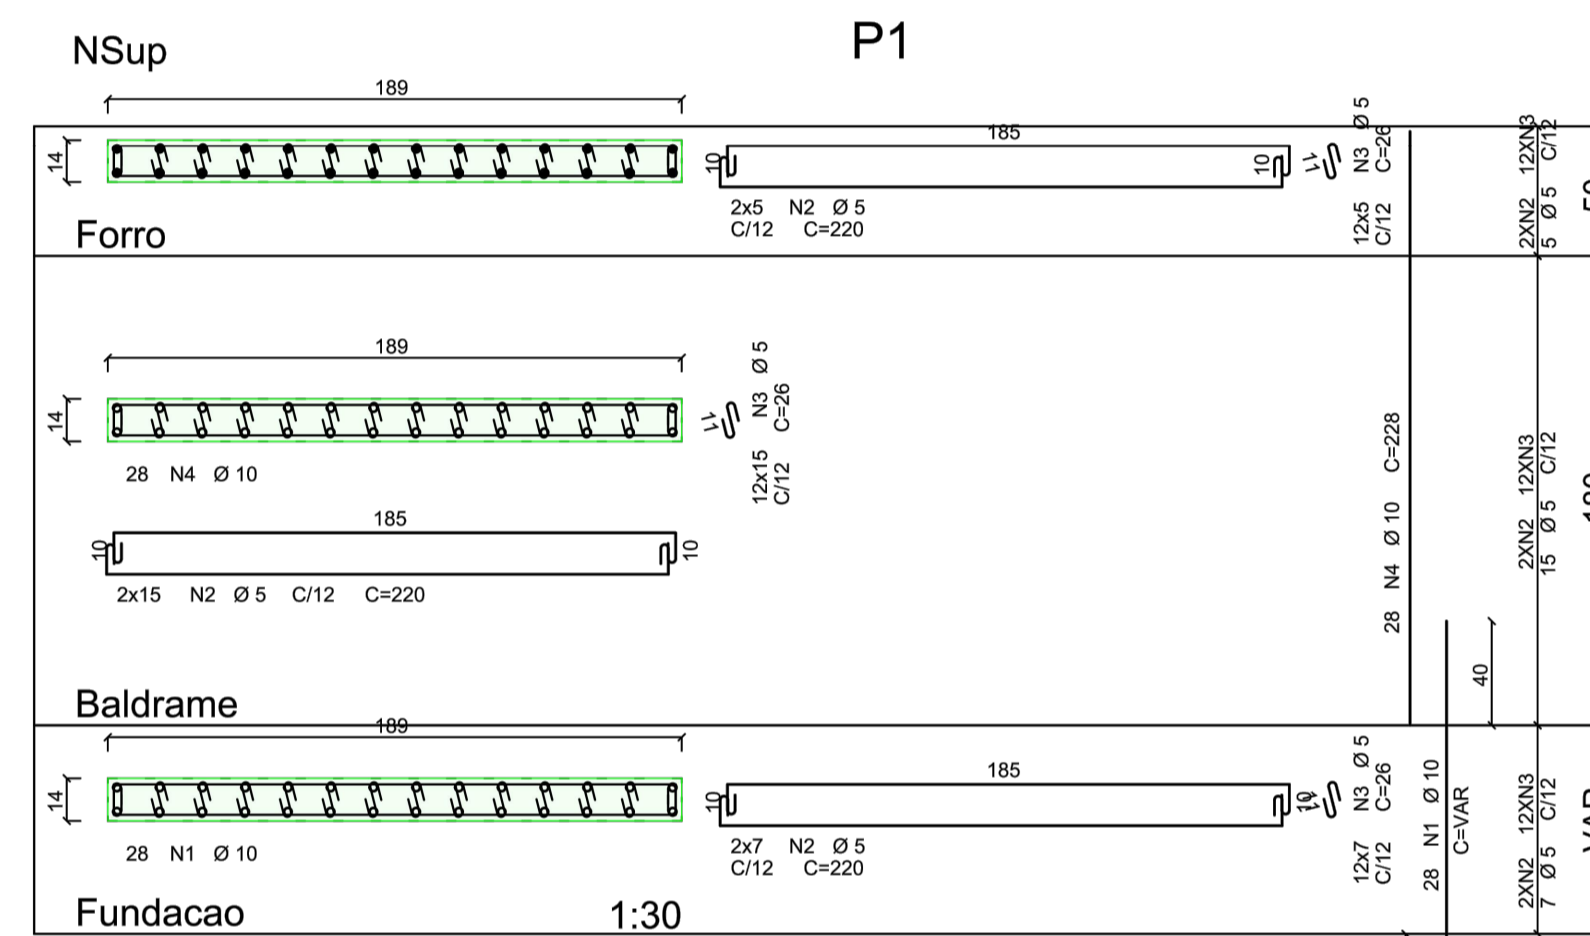 NSup
P1
189
14
185
10
10
11
2x5 N2 Ø 5
C/12 C=220
12x5 N3 Ø 5
C/12 C=26
2XN2 12XN3
5 Ø 5 C/12
Forro
189
14
11
12x15 N3 Ø 5
C/12 C=26
28 N4 Ø 10
185
10
10
2x15 N2 Ø 5 C/12 C=220
28 N4 Ø 10 C=228
2XN2 12XN3
15 Ø 5 C/12
40
Baldrame
189
14
185
10
10
11
28 N1 Ø 10
2x7 N2 Ø 5
C/12 C=220
12x7 N3 Ø 5
C/12 C=26
28 N1 Ø 10
C=VAR
2XN2 12XN3
7 Ø 5 C/12
Fundacao
1:30